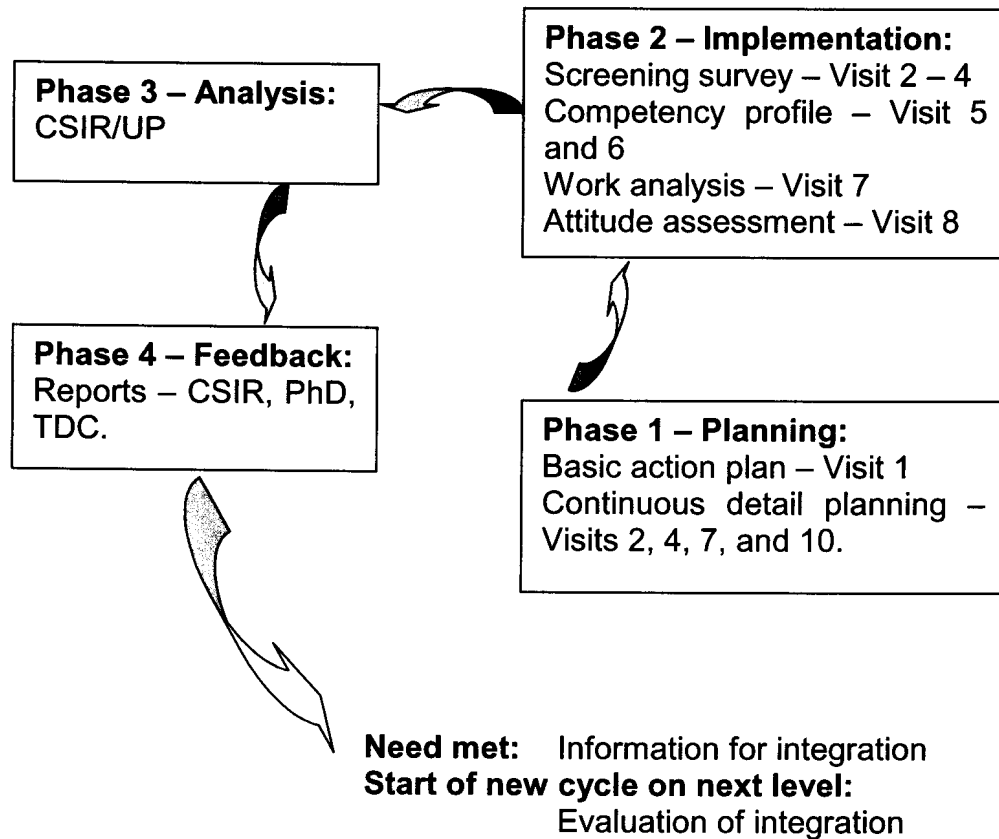 Phase 3 – Analysis:
CSIR/UP
Phase 2 – Implementation:
Screening survey – Visit 2 – 4
Competency profile – Visit 5
and 6
Work analysis – Visit 7
Attitude assessment – Visit 8
Phase 4 – Feedback:
Reports – CSIR, PhD,
TDC.
Phase 1 – Planning:
Basic action plan – Visit 1
Continuous detail planning –
Visits 2, 4, 7, and 10.
Need met: Information for integration
Start of new cycle on next level:
Evaluation of integration